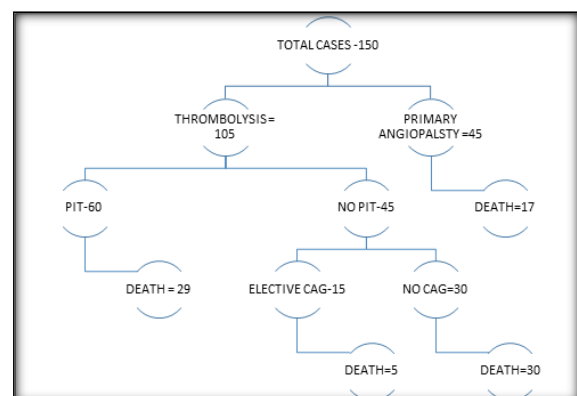 TOTAL CASES -150
THROMBOLYSIS =
105
PRIMARY
ANGIOPALSTY =45
PIT-60
NO PIT-45
DEATH=17
DEATH = 29
ELECTIVE CAG-15
NO CAG=30
DEATH=5
DEATH=30